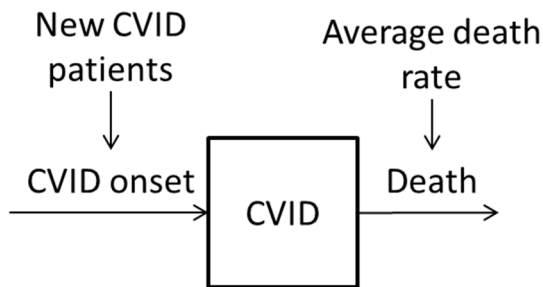 New CVID
patients
Average death
rate
CVID onset
CVID
Death